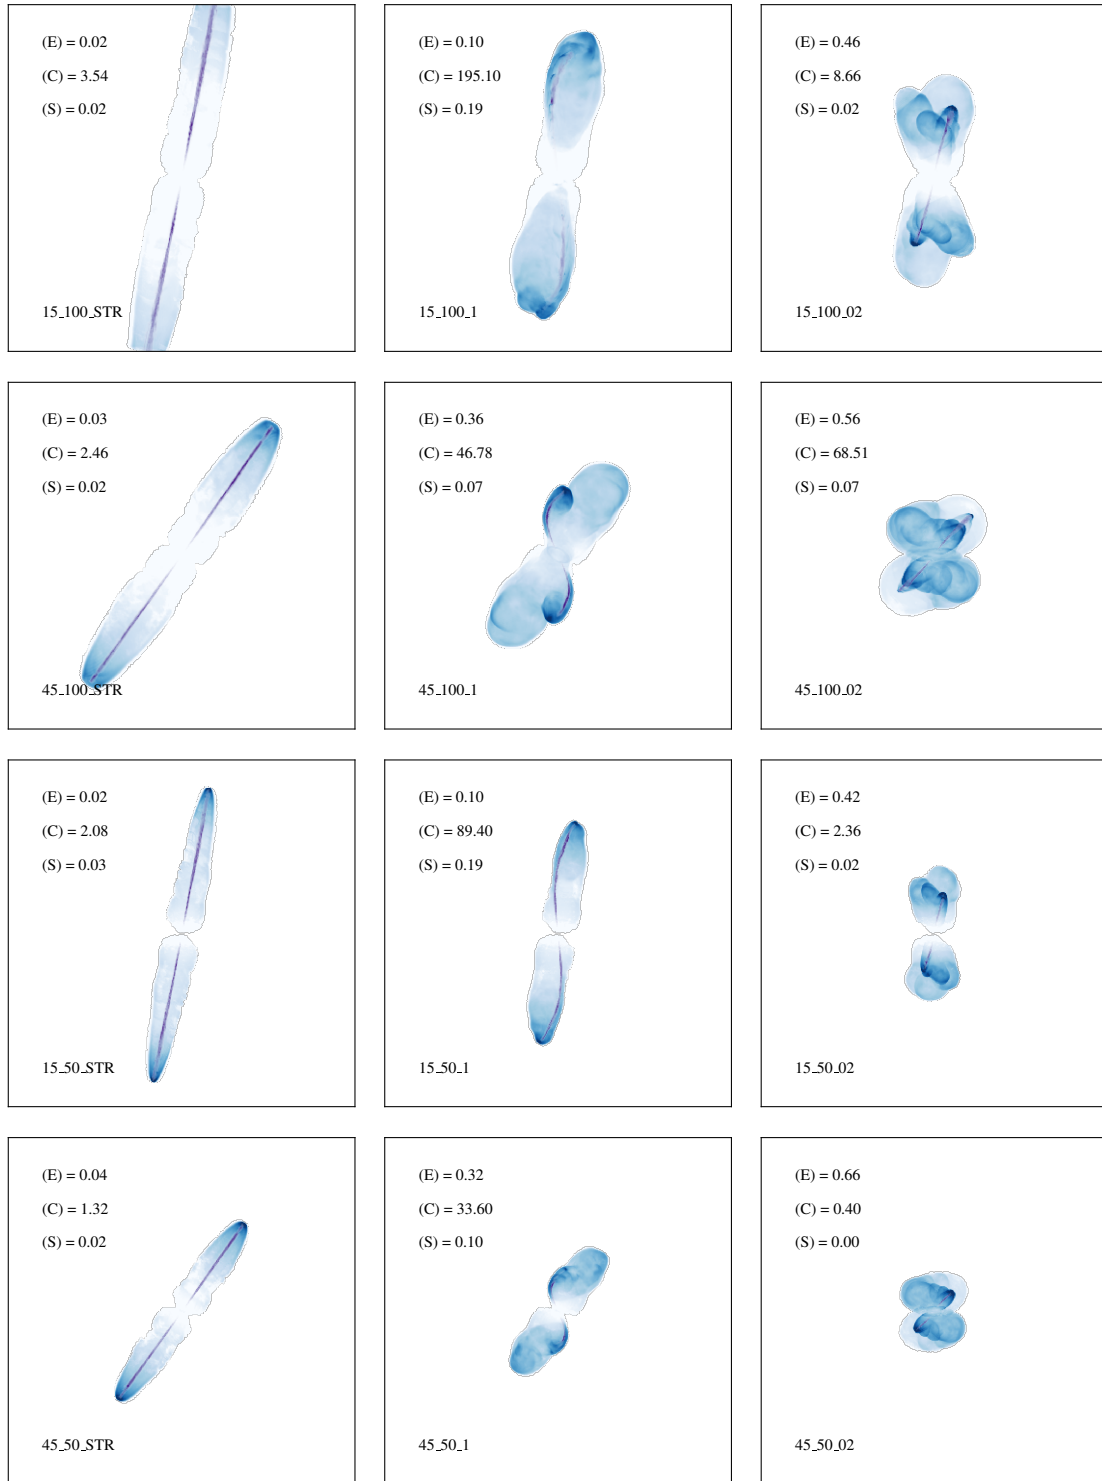 (E) = 0.02
(C) = 3.54
(S) = 0.02
15_100_STR
(E) = 0.10
(C) = 195.10
(S) = 0.19
15_100_1
(E) = 0.46
(C) = 8.66
(S) = 0.02
15_100_02
(E) = 0.03
(C) = 2.46
(S) = 0.02
45_100_STR
(E) = 0.36
(C) = 46.78
(S) = 0.07
45_100_1
(E) = 0.56
(C) = 68.51
(S) = 0.07
45_100_02
(E) = 0.02
(C) = 2.08
(S) = 0.03
15_50_STR
(E) = 0.10
(C) = 89.40
(S) = 0.19
15_50_1
(E) = 0.42
(C) = 2.36
(S) = 0.02
15_50_02
(E) = 0.04
(C) = 1.32
(S) = 0.02
45_50_STR
(E) = 0.32
(C) = 33.60
(S) = 0.10
45_50_1
(E) = 0.66
(C) = 0.40
(S) = 0.00
45_50_02